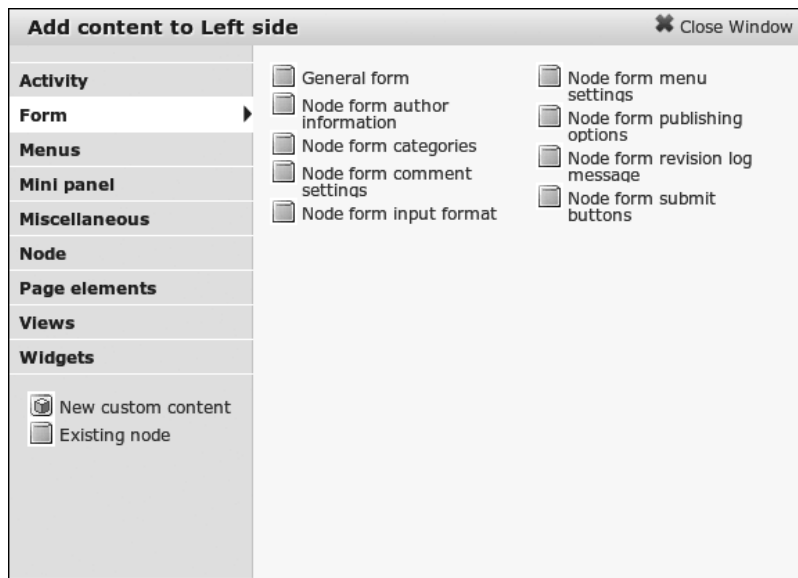 Add content to Left side
Close Window
Activity
Form
Menus
Mini panel
Miscellaneous
Node
Page elements
Views
Widgets
New custom content
Existing node
General form
Node form author
information
Node form categories
Node form comment
settings
Node form input format
Node form menu
settings
Node form publishing
options
Node form revision log
message
Node form submit
buttons